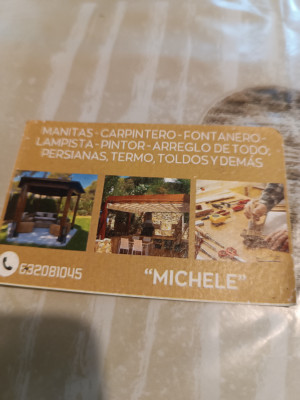 MANITAS - CARPINTERO - FONTANERO -
LAMPISTA - PINTOR - ARREGLO DE TODO,
PERSIANAS, TERMO, TOLDOS Y DEMÁS
632081045
“MICHELE”